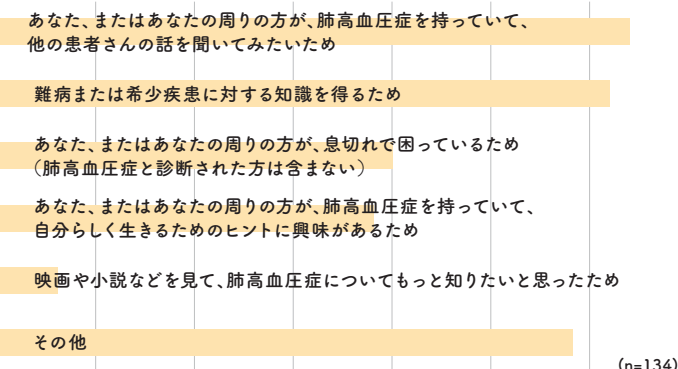 あなた、またはあなたの周りの方が、肺高血圧症を持っていて、
他の患者さんの話を聞いてみたいため
難病または希少疾患に対する知識を得るため
あなた、またはあなたの周りの方が、息切れで困っているため
（肺高血圧症と診断された方は含まない）
あなた、またはあなたの周りの方が、肺高血圧症を持っていて、
自分らしく生きるためのヒントに興味があるため
映画や小説などを見て、肺高血圧症についてもっと知りたいと思ったため
その他
(n=134)